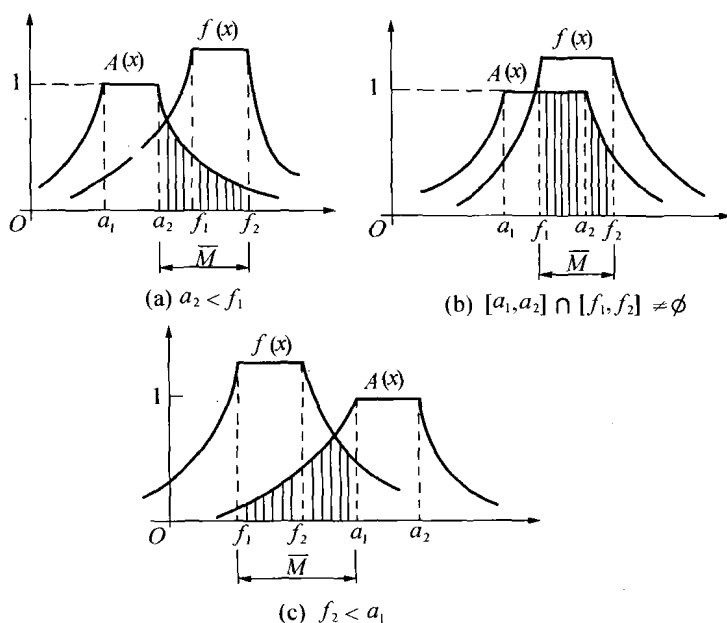 f(x)
A(x)
1
O a₁ a₂ f₁ f₂
M̅
(a) a₂ < f₁
f(x)
A(x)
1
O a₁ f₁ a₂ f₂
M̅
(b) [a₁,a₂] ∩ [f₁,f₂] ≠ ϕ
f(x)
A(x)
1
O f₁ f₂ a₁ a₂
M̅
(c) f₂ < a₁